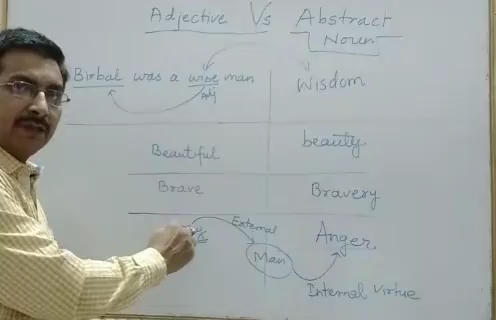 Adjective Vs Abstract
Noun
Birbal was a wise man
Wisdom
Adj
Beautiful
beauty
Brave
Bravery
External
Anger
Man
Internal Virtue